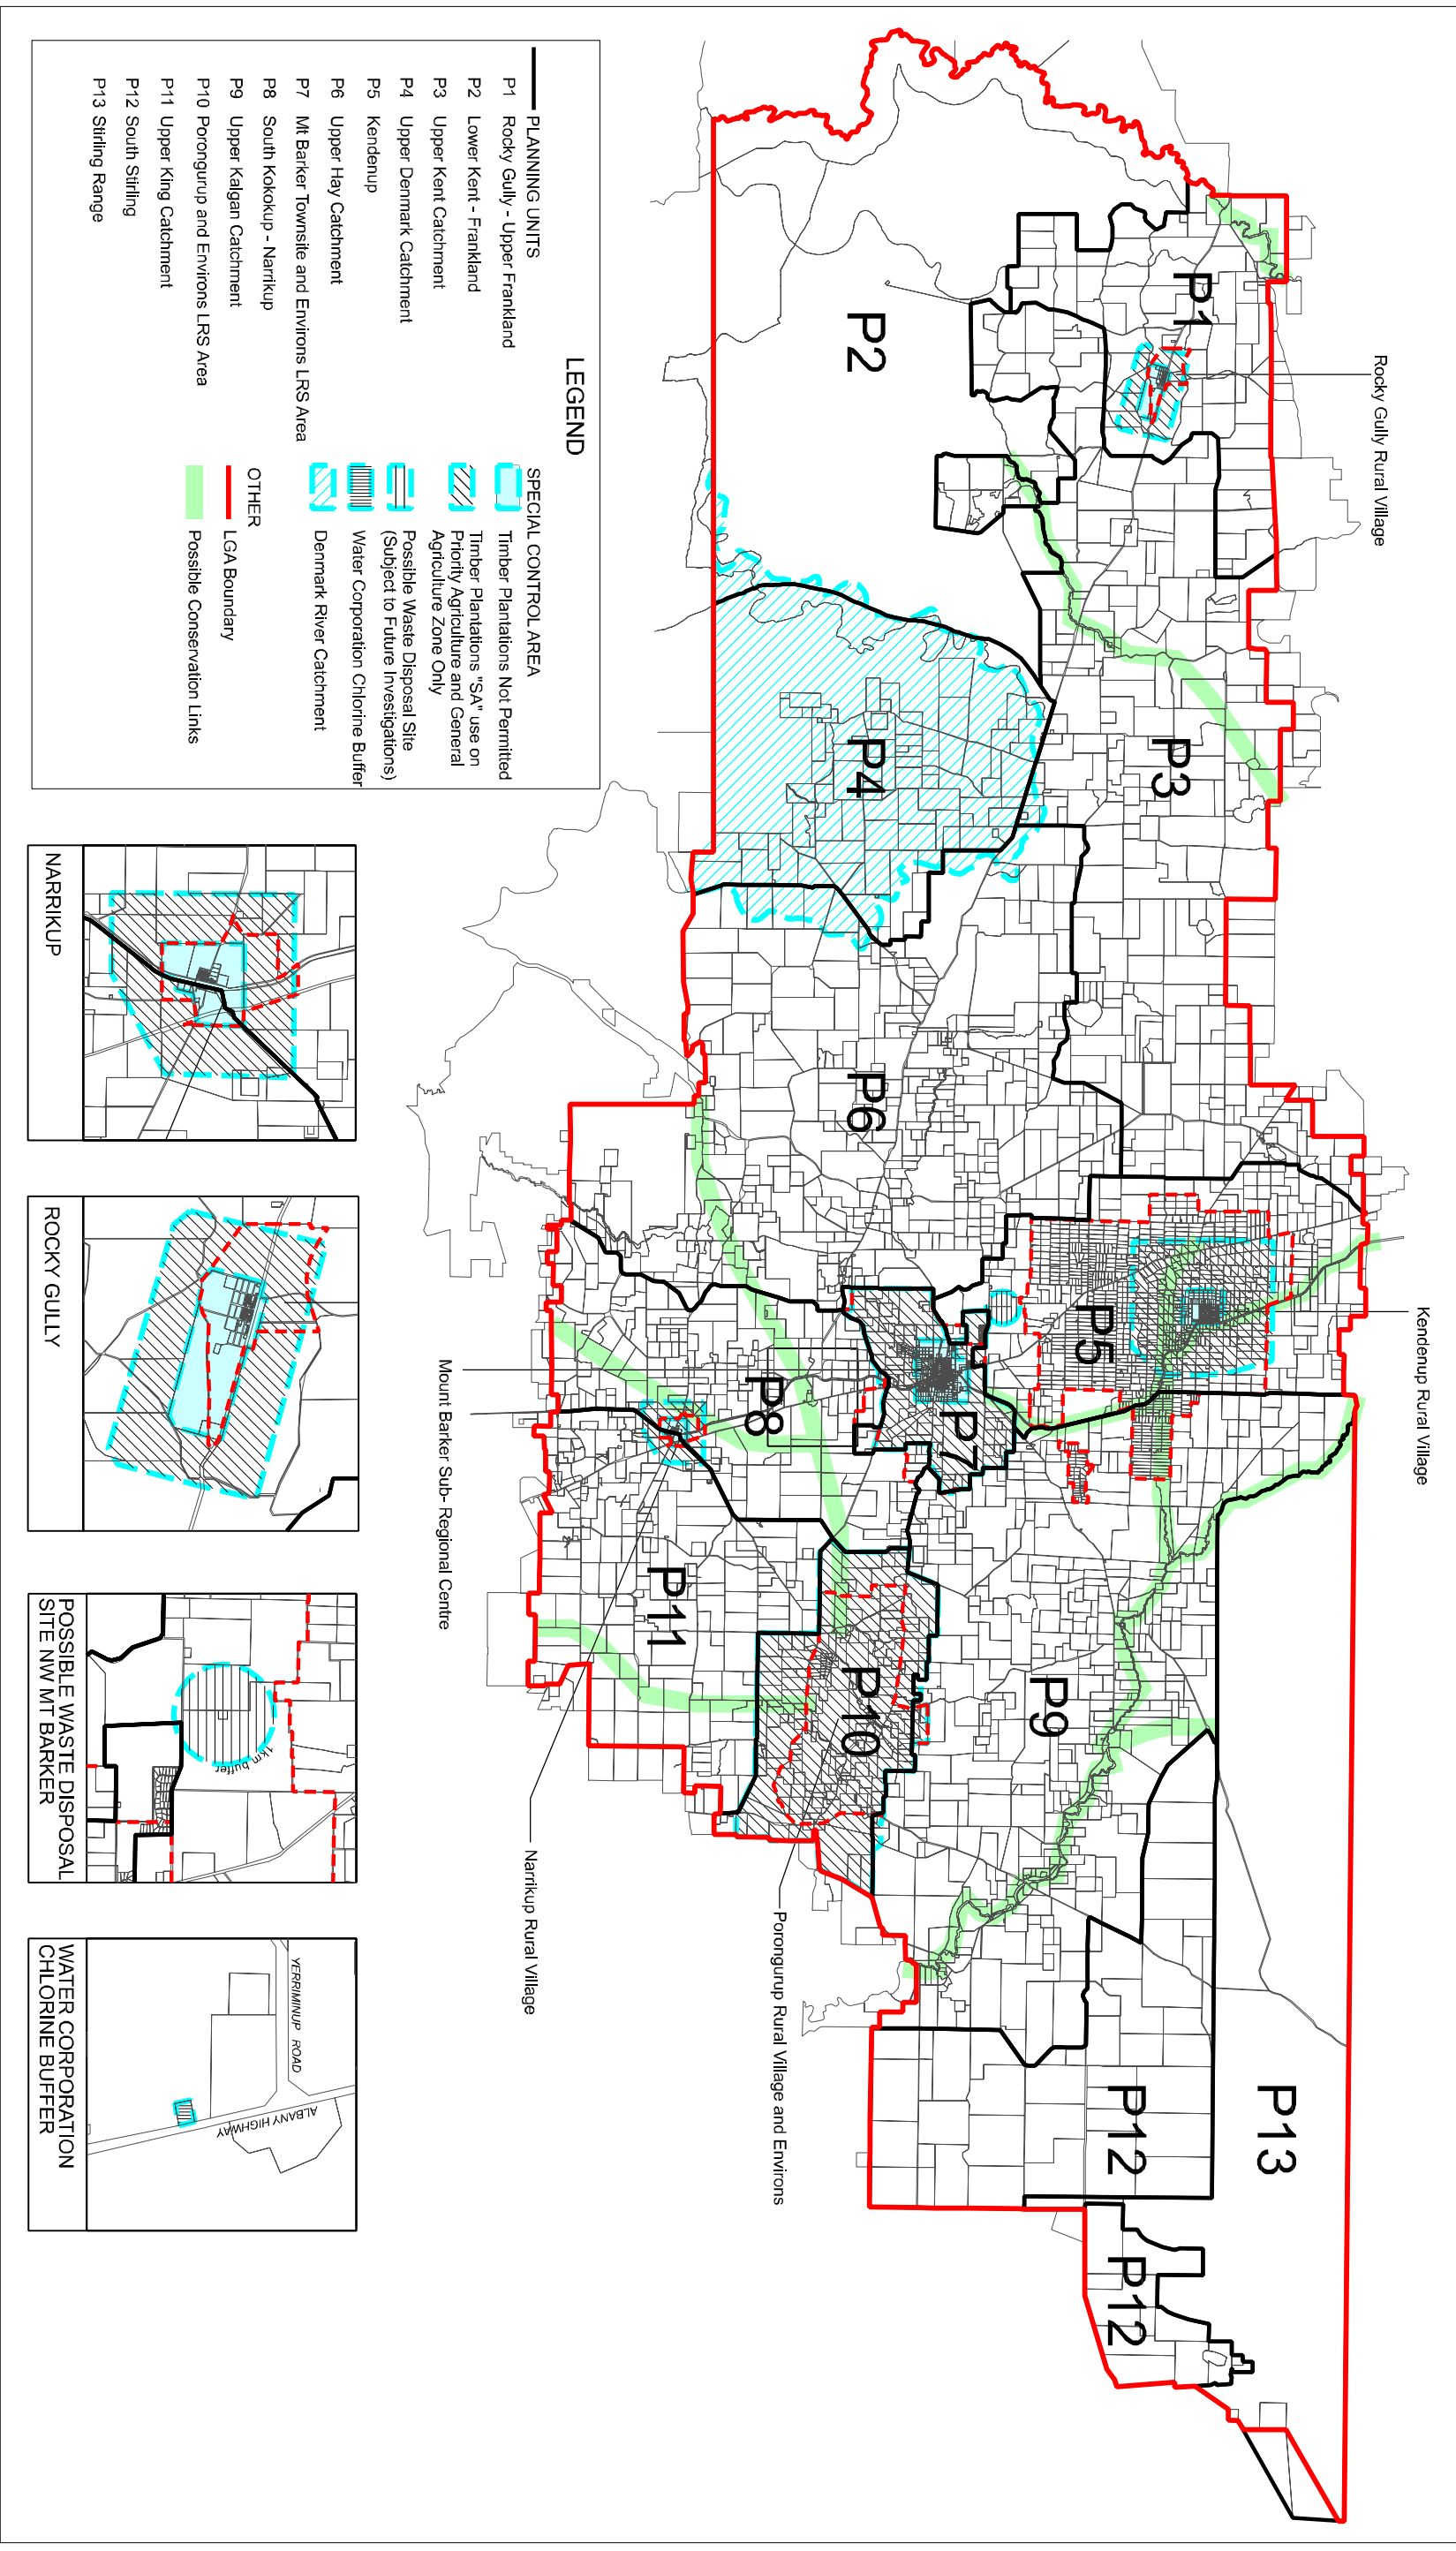 Rocky Gully Rural Village
Kendenup Rural Village
P1
P2
P3
P4
P5
P6
P7
P8
P9
P10
P11
P12
P12
P13
Mount Barker Sub- Regional Centre
Narrikup Rural Village
Porongurup Rural Village and Environs
LEGEND
PLANNING UNITS
P1 Rocky Gully - Upper Frankland
P2 Lower Kent - Frankland
P3 Upper Kent Catchment
P4 Upper Denmark Catchment
P5 Kendenup
P6 Upper Hay Catchment
P7 Mt Barker Townsite and Environs LRS Area
P8 South Kokokup - Narrikup
P9 Upper Kalgan Catchment
P10 Porongurup and Environs LRS Area
P11 Upper King Catchment
P12 South Stirling
P13 Stirling Range
SPECIAL CONTROL AREA
Timber Plantations Not Permitted
Timber Plantations "SA" use on
Priority Agriculture and General
Agriculture Zone Only
Possible Waste Disposal Site
(Subject to Future Investigations)
Water Corporation Chlorine Buffer
Denmark River Catchment
OTHER
LGA Boundary
Possible Conservation Links
NARRIKUP
ROCKY GULLY
1km buffer
POSSIBLE WASTE DISPOSAL
SITE NW MT BARKER
YERRIMINUP ROAD
ALBANY HIGHWAY
WATER CORPORATION
CHLORINE BUFFER